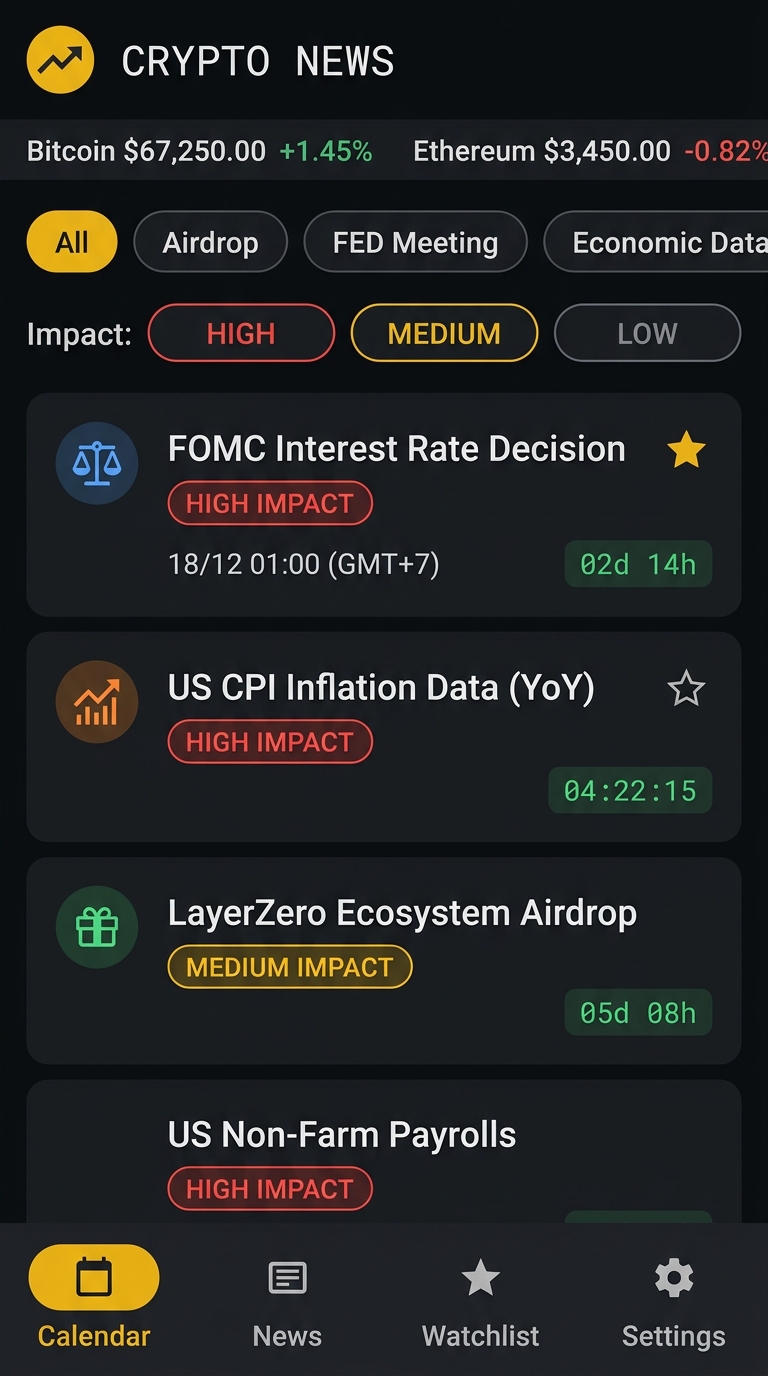 CRYPTO NEWS
Bitcoin $67,250.00 +1.45% Ethereum $3,450.00 -0.82%
All Airdrop FED Meeting Economic Data
Impact: HIGH MEDIUM LOW
FOMC Interest Rate Decision
HIGH IMPACT
18/12 01:00 (GMT+7) 02d 14h
US CPI Inflation Data (YoY)
HIGH IMPACT
04:22:15
LayerZero Ecosystem Airdrop
MEDIUM IMPACT
05d 08h
US Non-Farm Payrolls
HIGH IMPACT
Calendar News Watchlist Settings